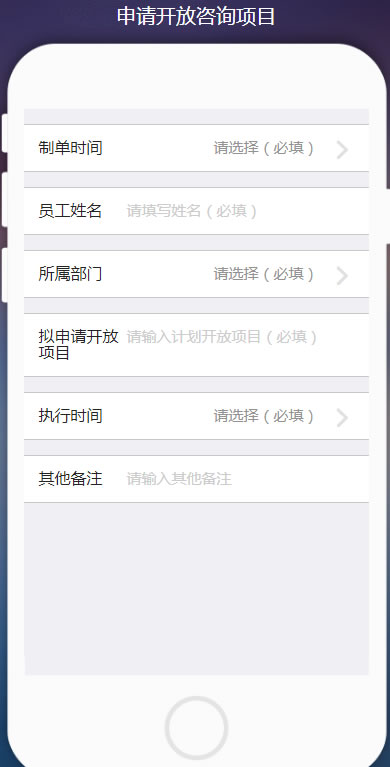 申请开放咨询项目
制单时间 请选择（必填）
员工姓名 请填写姓名（必填）
所属部门 请选择（必填）
拟申请开放 请输入计划开放项目（必填）
项目
执行时间 请选择（必填）
其他备注 请输入其他备注